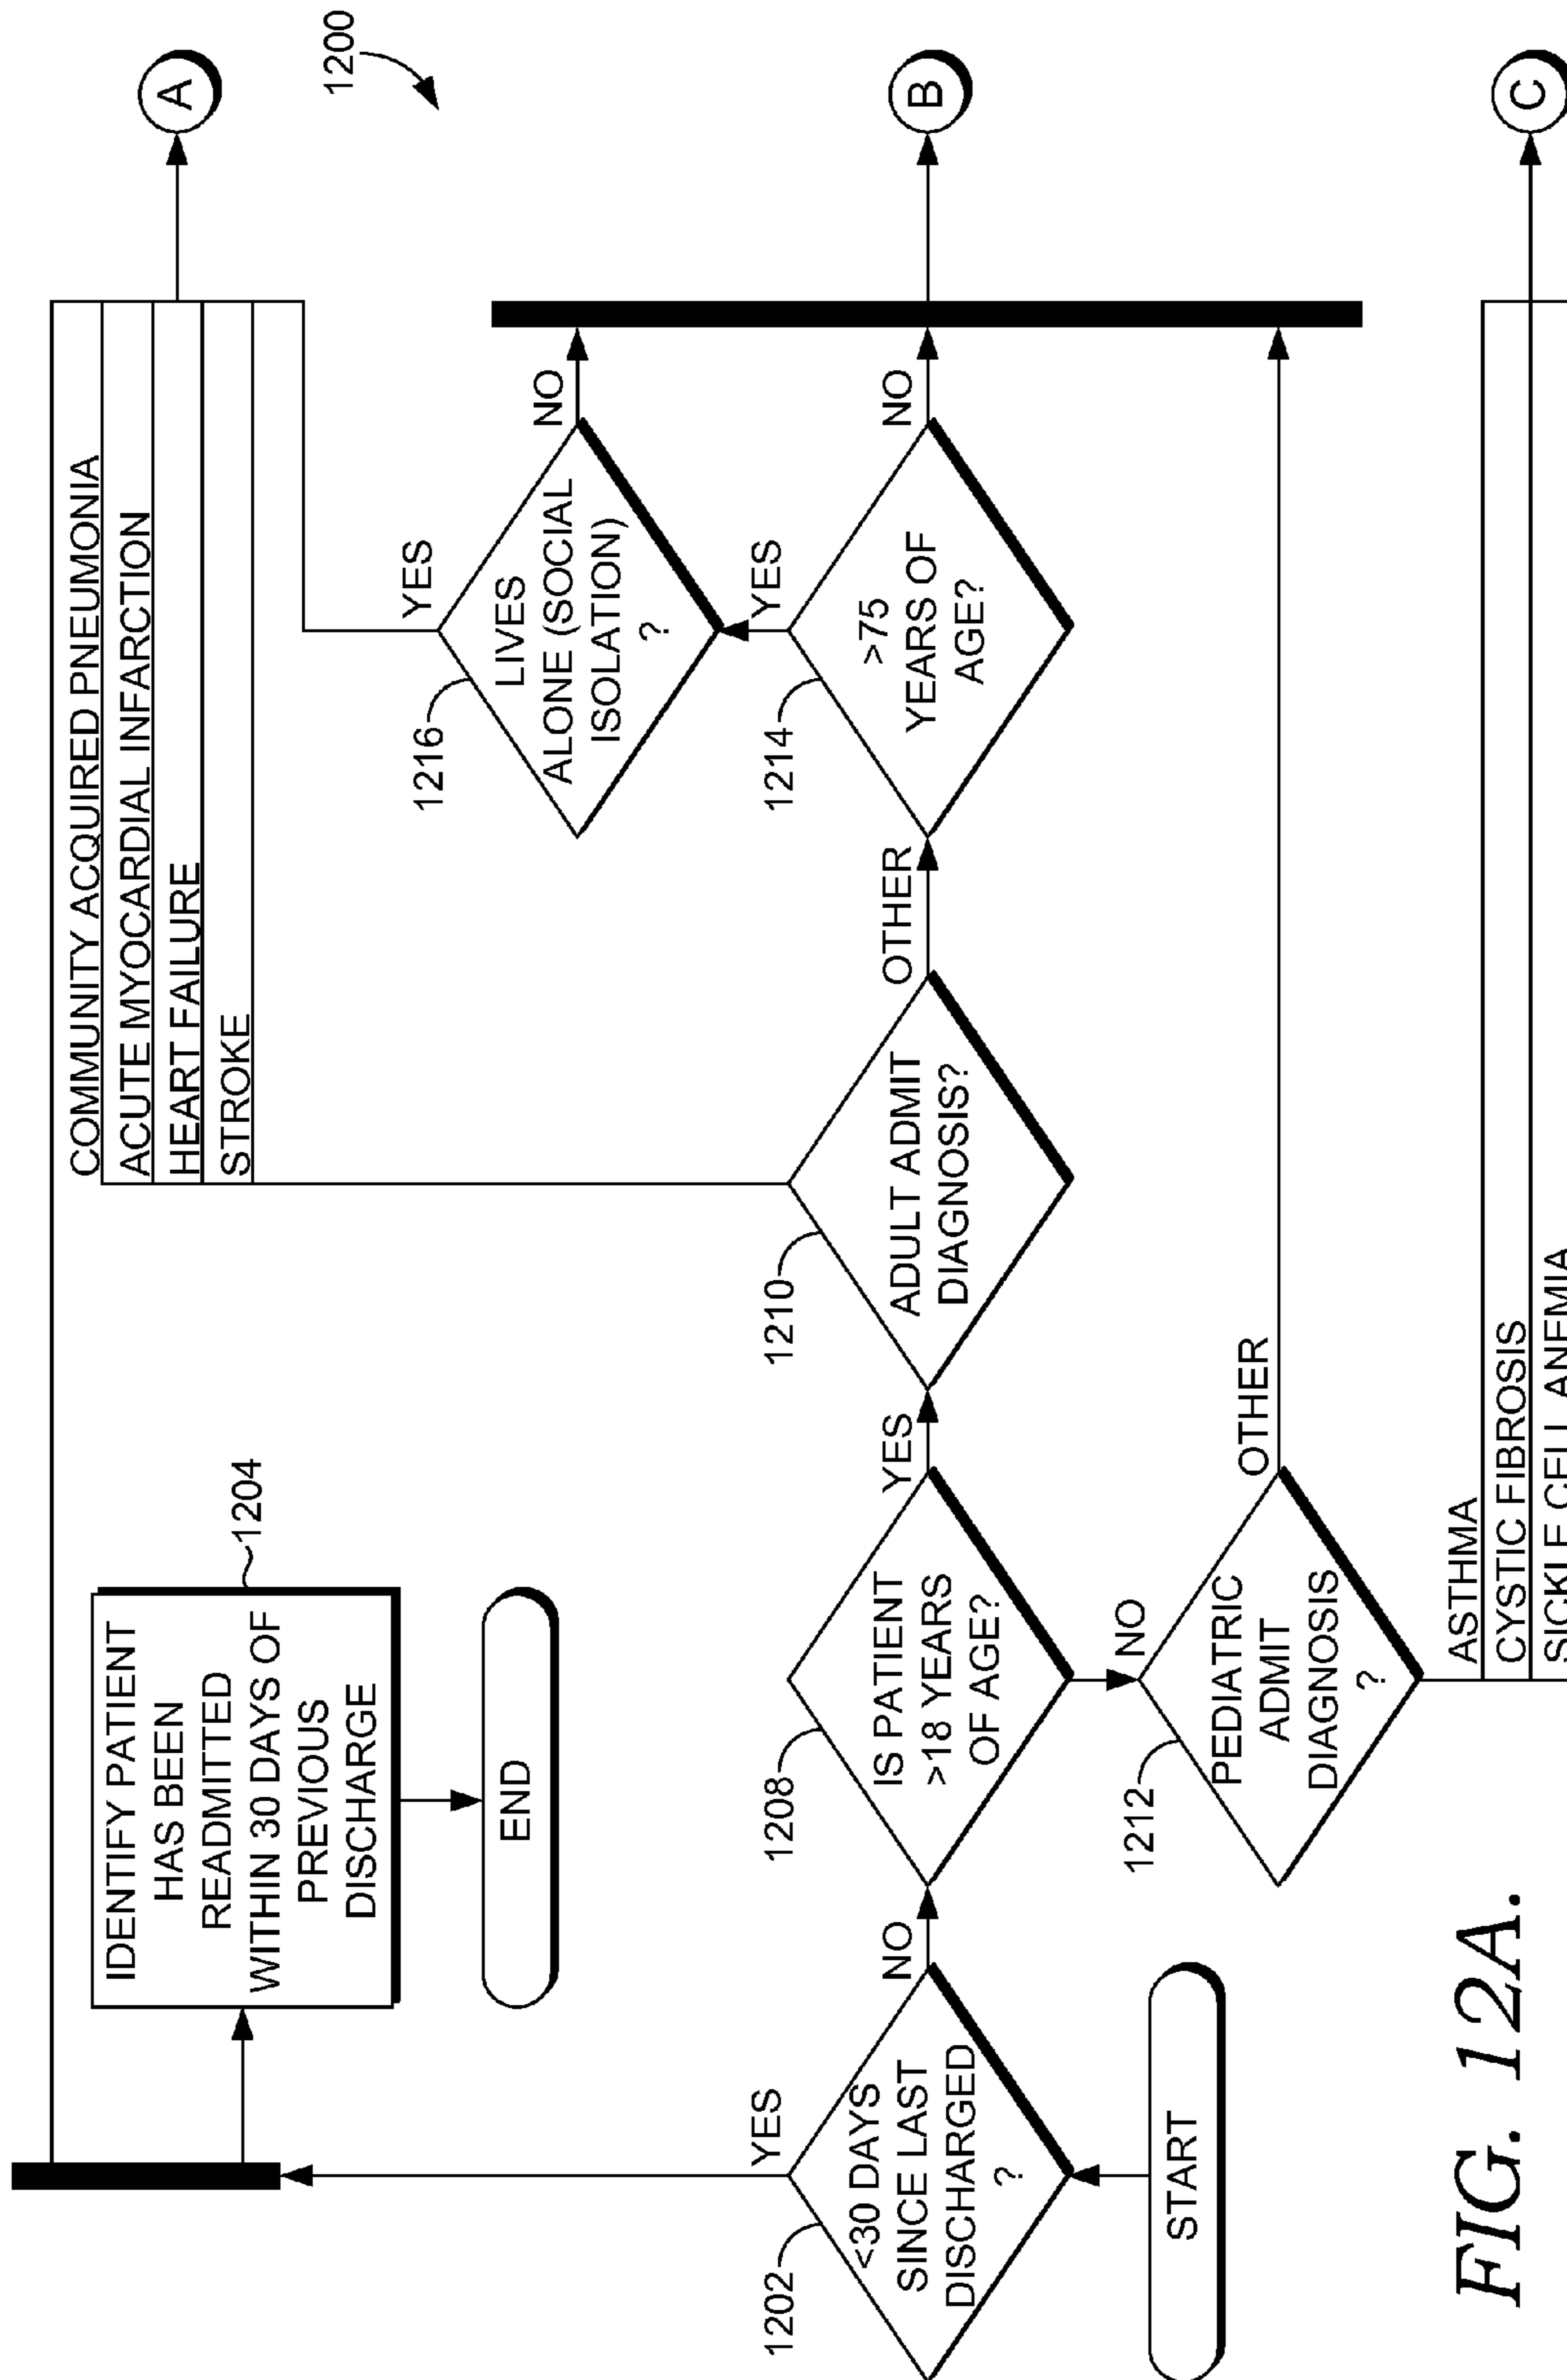 1200
COMMUNITY ACQUIRED PNEUMONIA
ACUTE MYOCARDIAL INFARCTION
HEART FAILURE
STROKE
A
IDENTIFY PATIENT
HAS BEEN
READMITTED
WITHIN 30 DAYS OF
PREVIOUS
DISCHARGE
1204
END
YES
1216
LIVES
ALONE (SOCIAL
ISOLATION)
?
NO
YES
1202
<30 DAYS
SINCE LAST
DISCHARGED
?
NO
START
1208
IS PATIENT
>18 YEARS
OF AGE?
YES
1210
ADULT ADMIT
DIAGNOSIS?
OTHER
1214
>75
YEARS OF
AGE?
YES
NO
B
NO
1212
PEDIATRIC
ADMIT
DIAGNOSIS
?
OTHER
ASTHMA
CYSTIC FIBROSIS
SICKLE CELL ANEMIA
C
FIG. 12A.